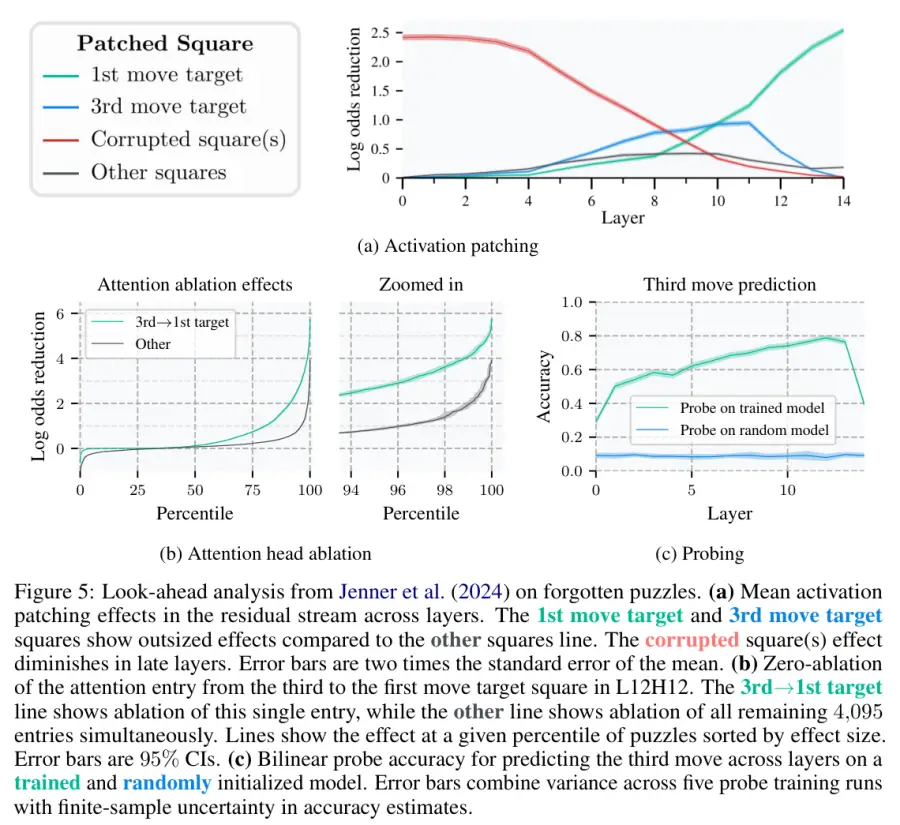 Patched Square
1st move target
3rd move target
Corrupted square(s)
Other squares
Log odds reduction
2.5
2.0
1.5
1.0
0.5
0
0 2 4 6 8 10 12 14
Layer
(a) Activation patching
Attention ablation effects
Zoomed in
Log odds reduction
6
4
2
0
3rd→1st target
Other
0 25 50 75 100
Percentile
94 96 98 100
Percentile
(b) Attention head ablation
Third move prediction
Accuracy
1.0
0.8
0.6
0.4
0.2
0.0
Probe on trained model
Probe on random model
0 5 10
Layer
(c) Probing
Figure 5: Look-ahead analysis from Jenner et al. (2024) on forgotten puzzles. (a) Mean activation
patching effects in the residual stream across layers. The 1st move target and 3rd move target
squares show outsized effects compared to the other squares line. The corrupted square(s) effect
diminishes in late layers. Error bars are two times the standard error of the mean. (b) Zero-ablation
of the attention entry from the third to the first move target square in L12H12. The 3rd→1st target
line shows ablation of this single entry, while the other line shows ablation of all remaining 4,095
entries simultaneously. Lines show the effect at a given percentile of puzzles sorted by effect size.
Error bars are 95% CIs. (c) Bilinear probe accuracy for predicting the third move across layers on a
trained and randomly initialized model. Error bars combine variance across five probe training runs
with finite-sample uncertainty in accuracy estimates.